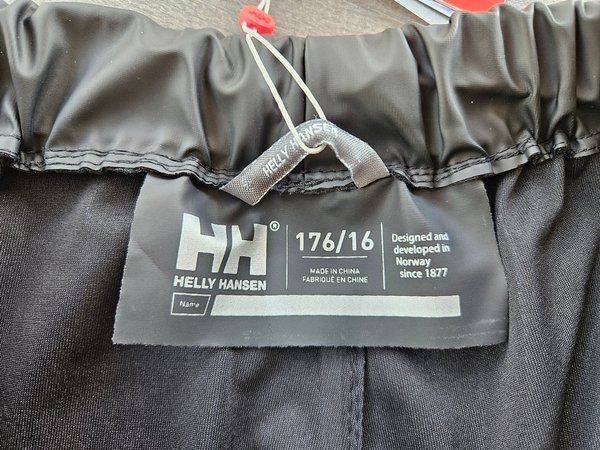 HELLY HANSEN
HH®
HELLY HANSEN
176/16
MADE IN CHINA
FABRIQUÉ EN CHINE
Designed and
developed in
Norway
since 1877
Name